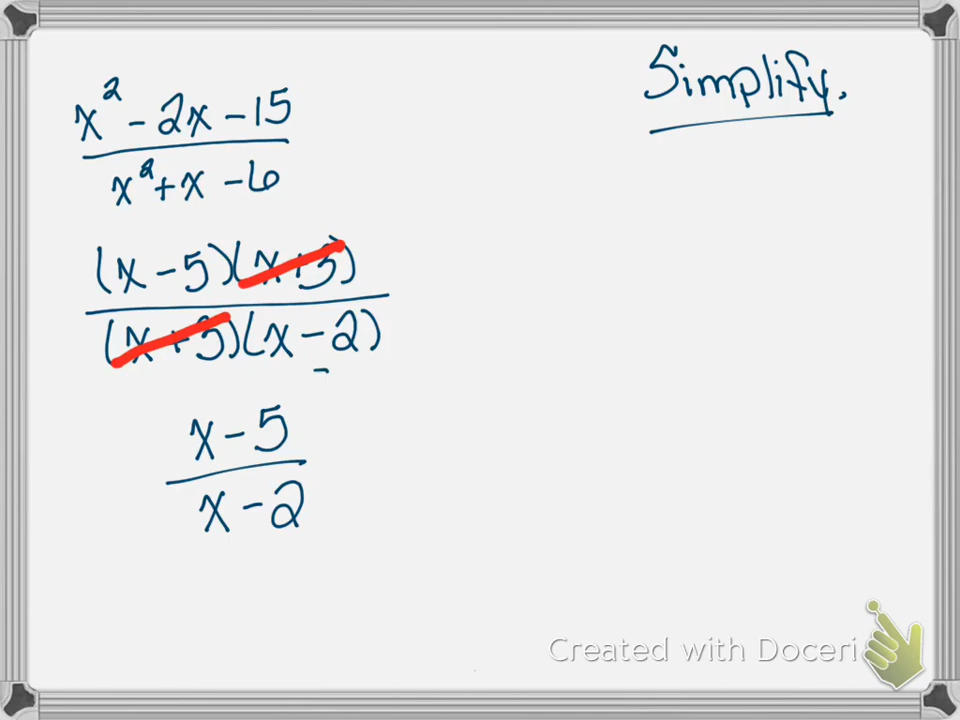 Simplify.
x² - 2x - 15
x² + x - 6
(x - 5)(x + 3)
(x + 3)(x - 2)
x - 5
x - 2
Created with Doceri